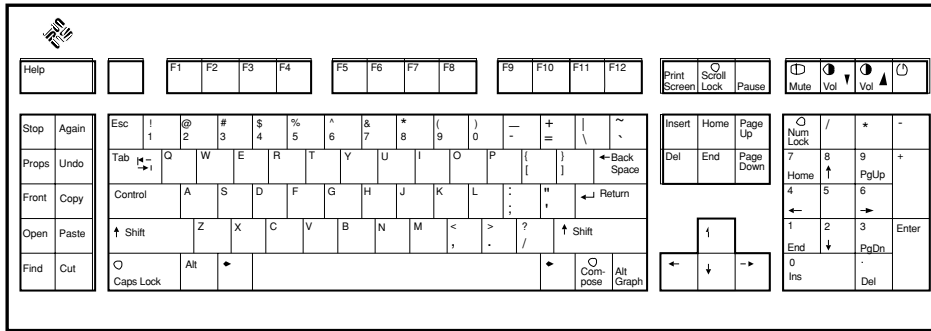 Help
F1 F2 F3 F4
F5 F6 F7 F8
F9 F10 F11 F12
Print Screen
Scroll Lock
Pause
Mute
Vol
Vol
Stop Again
Esc ! 1 @ 2 # 3 $ 4 % 5 ^ 6 & 7 * 8 ( 9 ) 0 _ - + = | \ ~ `
Insert Home Page Up
Num Lock / * -
Props Undo
Tab Q W E R T Y U I O P { [ } ] Back Space
Del End Page Down
7 Home 8 9 PgUp +
Front Copy
Control A S D F G H J K L : ; " ' Return
4 5 6
Open Paste
Shift Z X C V B N M < , > . ? / Shift
1 End 2 3 PgDn Enter
Find Cut
Caps Lock Alt Com- pose Alt Graph
0 Ins . Del